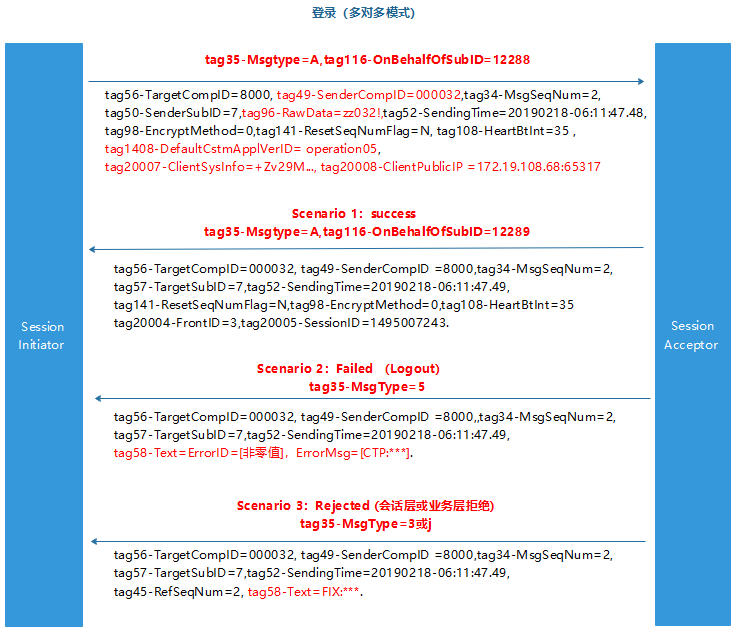 登录（多对多模式）
tag35-Msgtype=A,tag116-OnBehalfOfSubID=12288
tag56-TargetCompID=8000, tag49-SenderCompID=000032,tag34-MsgSeqNum=2,
tag50-SenderSubID=7,tag96-RawData=zz032!,tag52-SendingTime=20190218-06:11:47.48,
tag98-EncryptMethod=0,tag141-ResetSeqNumFlag=N, tag108-HeartBtInt=35 ,
tag1408-DefaultCstmApplVerID= operation05,
tag20007-ClientSysInfo=+Zv29M..., tag20008-ClientPublicIP =172.19.108.68:65317
Scenario 1：success
tag35-Msgtype=A,tag116-OnBehalfOfSubID=12289
tag56-TargetCompID=000032, tag49-SenderCompID =8000,tag34-MsgSeqNum=2,
tag57-TargetSubID=7,tag52-SendingTime=20190218-06:11:47.49,
tag141-ResetSeqNumFlag=N,tag98-EncryptMethod=0,tag108-HeartBtInt=35
tag20004-FrontID=3,tag20005-SessionID=1495007243.
Session
Initiator
Session
Acceptor
Scenario 2：Failed （Logout)
tag35-MsgType=5
tag56-TargetCompID=000032, tag49-SenderCompID =8000,,tag34-MsgSeqNum=2,
tag57-TargetSubID=7,tag52-SendingTime=20190218-06:11:47.49,
tag58-Text=ErrorID=[非零值]，ErrorMsg=[CTP:***].
Scenario 3：Rejected (会话层或业务层拒绝)
tag35-MsgType=3或j
tag56-TargetCompID=000032, tag49-SenderCompID =8000,tag34-MsgSeqNum=2,
tag57-TargetSubID=7,tag52-SendingTime=20190218-06:11:47.49,
tag45-RefSeqNum=2, tag58-Text=FIX:***.